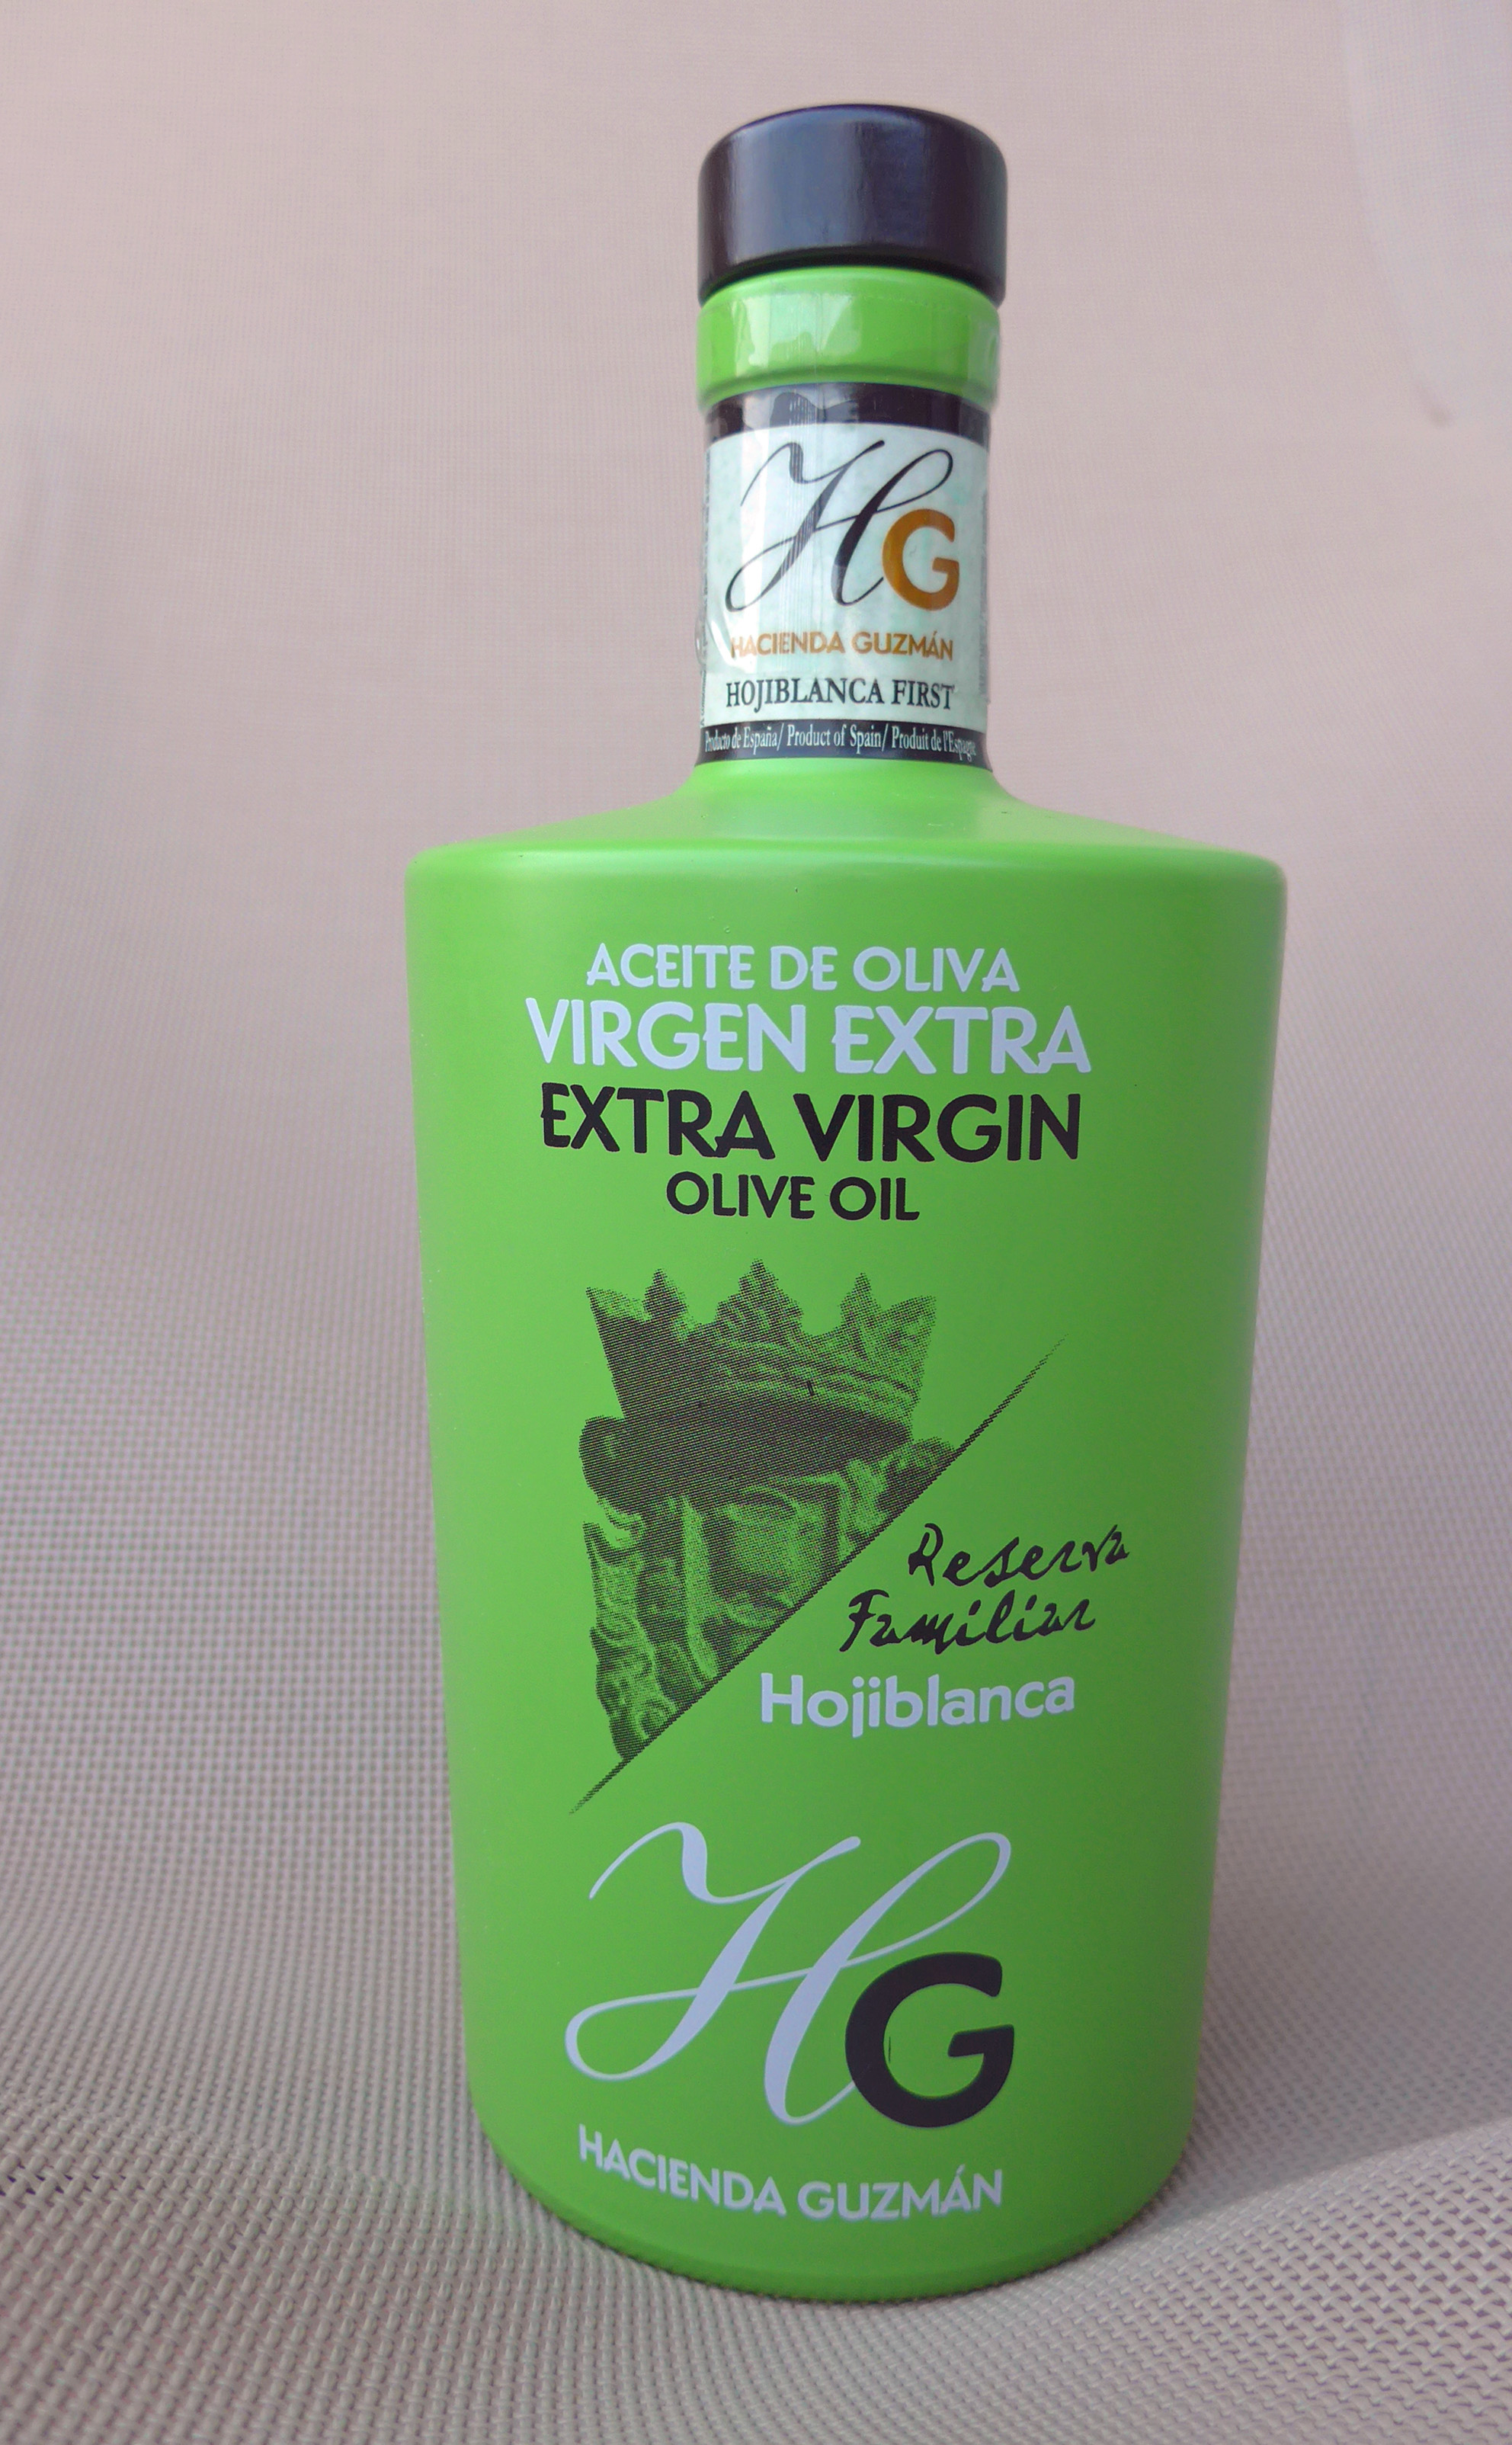 HG
HACIENDA GUZMÁN
HOJIBLANCA FIRST
Producto de España/ Product of Spain/ Produit de l'Espagne
ACEITE DE OLIVA
VIRGEN EXTRA
EXTRA VIRGIN
OLIVE OIL
Reserva
Familiar
Hojiblanca
HG
HACIENDA GUZMÁN